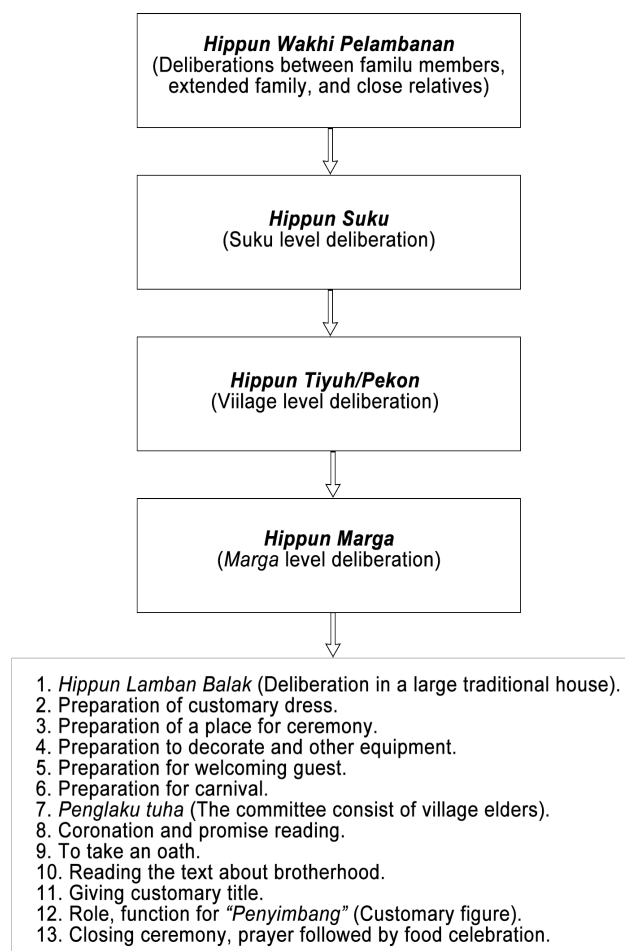 Hippun Wakhi Pelambanan
(Deliberations between familu members,
extended family, and close relatives)
Hippun Suku
(Suku level deliberation)
Hippun Tiyuh/Pekon
(Viilage level deliberation)
Hippun Marga
(Marga level deliberation)
1. Hippun Lamban Balak (Deliberation in a large traditional house).
2. Preparation of customary dress.
3. Preparation of a place for ceremony.
4. Preparation to decorate and other equipment.
5. Preparation for welcoming guest.
6. Preparation for carnival.
7. Penglaku tuha (The committee consist of village elders).
8. Coronation and promise reading.
9. To take an oath.
10. Reading the text about brotherhood.
11. Giving customary title.
12. Role, function for “Penyimbang” (Customary figure).
13. Closing ceremony, prayer followed by food celebration.